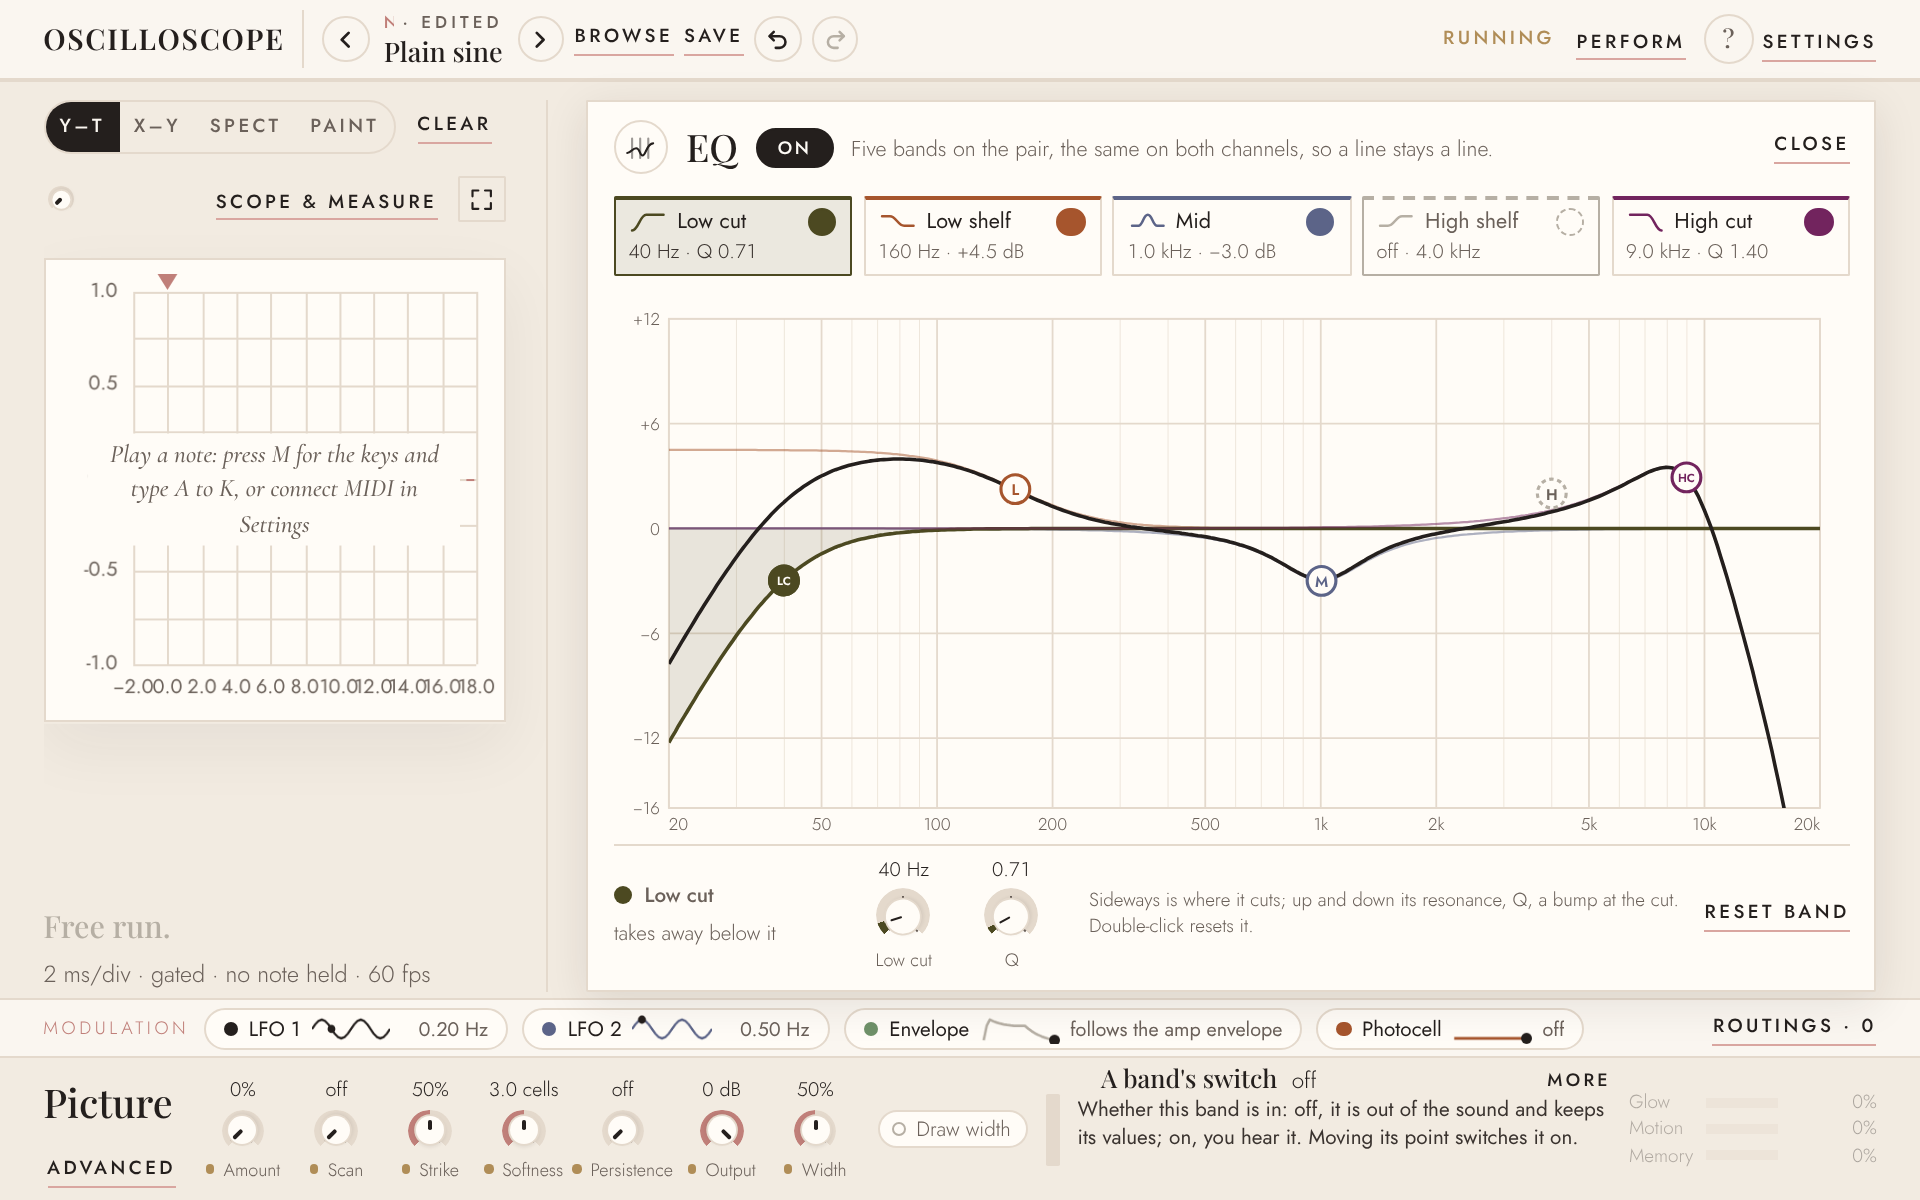 OSCILLOSCOPE
N · EDITED
Plain sine
BROWSE SAVE
RUNNING
PERFORM
?
SETTINGS
Y–T X–Y SPECT PAINT
CLEAR
SCOPE & MEASURE
1.0
0.5
Play a note: press M for the keys and
type A to K, or connect MIDI in
Settings
-0.5
-1.0
−2.0 0.0 2.0 4.0 6.0 8.0 10.0 12.0 14.0 16.0 18.0
Free run.
2 ms/div · gated · no note held · 60 fps
EQ
ON
Five bands on the pair, the same on both channels, so a line stays a line.
CLOSE
Low cut
40 Hz · Q 0.71
Low shelf
160 Hz · +4.5 dB
Mid
1.0 kHz · −3.0 dB
High shelf
off · 4.0 kHz
High cut
9.0 kHz · Q 1.40
+12
+6
0
−6
−12
−16
LC
L
M
H
HC
20 50 100 200 500 1k 2k 5k 10k 20k
Low cut
takes away below it
40 Hz
Low cut
0.71
Q
Sideways is where it cuts; up and down its resonance, Q, a bump at the cut.
Double-click resets it.
RESET BAND
MODULATION
LFO 1 0.20 Hz
LFO 2 0.50 Hz
Envelope follows the amp envelope
Photocell off
ROUTINGS · 0
Picture
ADVANCED
0% off 50% 3.0 cells off 0 dB 50%
Amount Scan Strike Softness Persistence Output Width
Draw width
A band's switch off
MORE
Whether this band is in: off, it is out of the sound and keeps
its values; on, you hear it. Moving its point switches it on.
Glow 0%
Motion 0%
Memory 0%